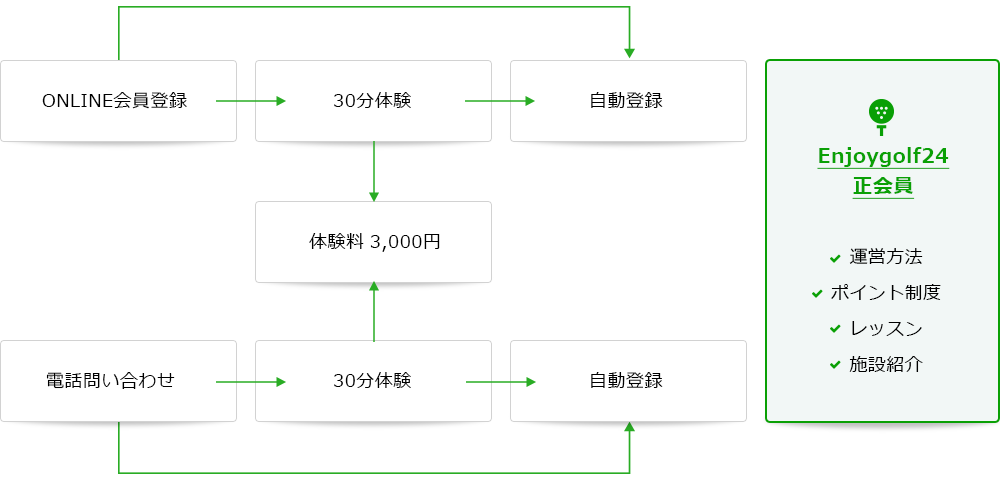 ONLINE会員登録
30分体験
自動登録
体験料 3,000円
電話問い合わせ
30分体験
自動登録
Enjoygolf24
正会員
運営方法
ポイント制度
レッスン
施設紹介